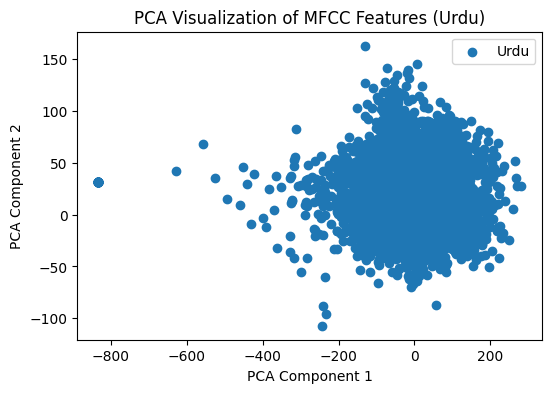 PCA Visualization of MFCC Features (Urdu)
Urdu
150
100
50
0
−50
−100
PCA Component 2
−800 −600 −400 −200 0 200
PCA Component 1